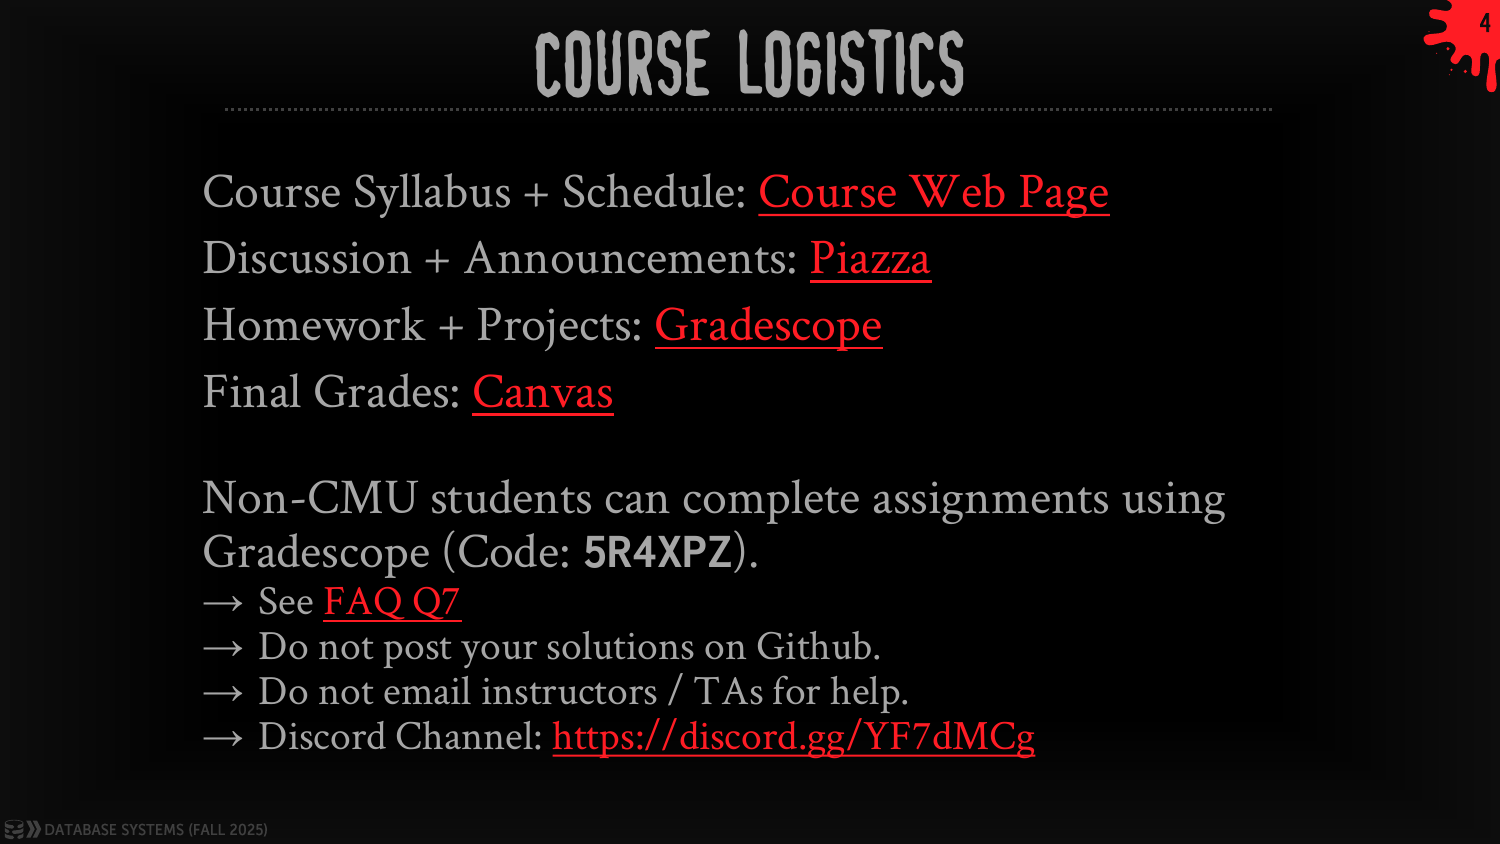 4
COURSE LOGISTICS
Course Syllabus + Schedule: Course Web Page
Discussion + Announcements: Piazza
Homework + Projects: Gradescope
Final Grades: Canvas
Non-CMU students can complete assignments using
Gradescope (Code: 5R4XPZ).
→ See FAQ Q7
→ Do not post your solutions on Github.
→ Do not email instructors / TAs for help.
→ Discord Channel: https://discord.gg/YF7dMCg
DATABASE SYSTEMS (FALL 2025)